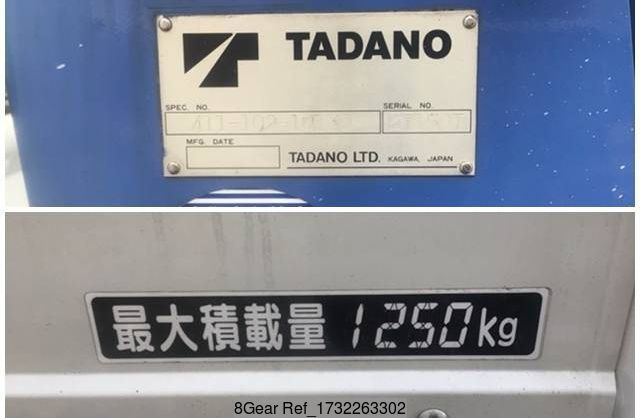 TADANO
SPEC. NO.
SERIAL NO.
MFG. DATE
TADANO LTD. KAGAWA, JAPAN
最大積載量 1250kg
8Gear Ref_1732263302